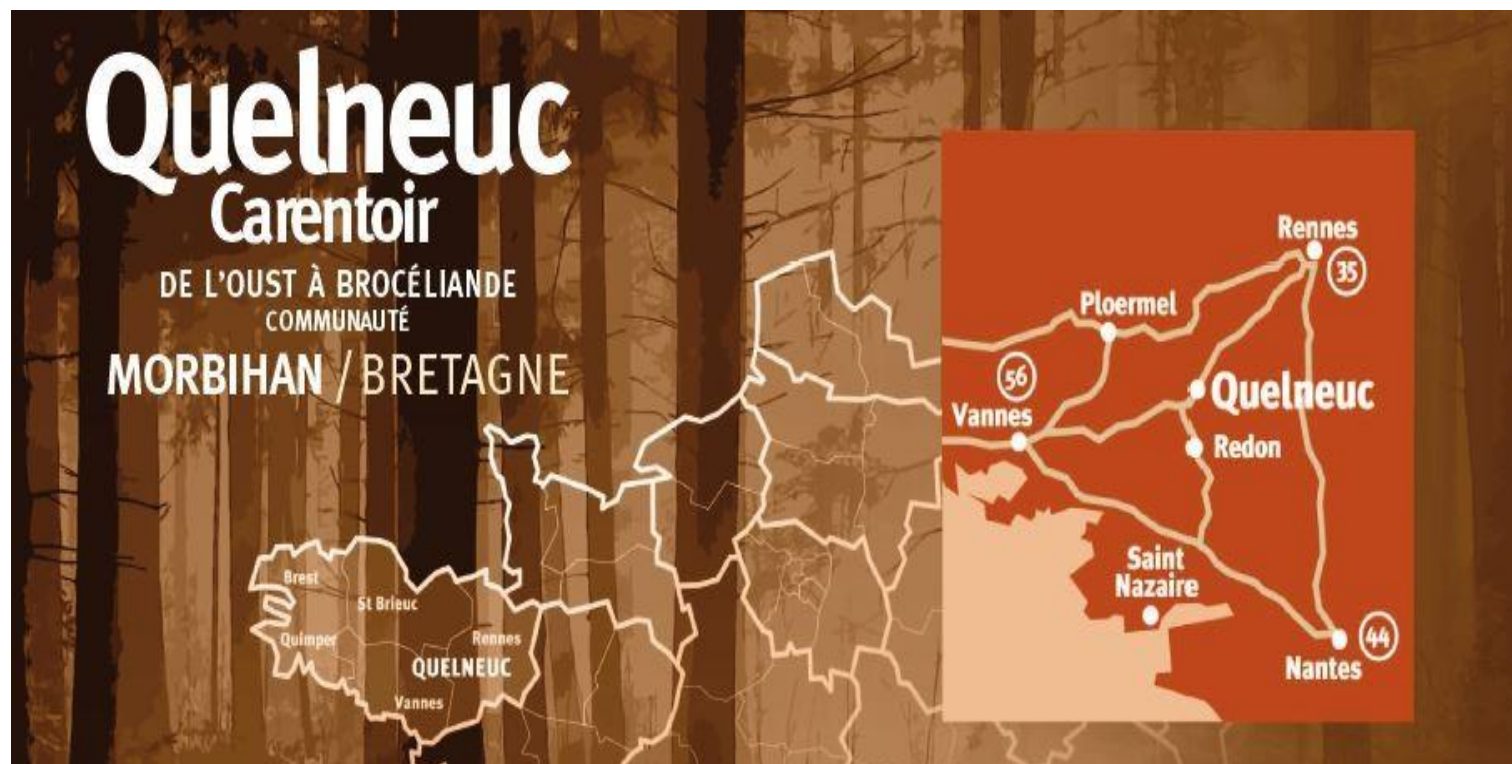 Quelneuc
Carentoir
DE L'OUST À BROCÉLIANDE
COMMUNAUTÉ
MORBIHAN / BRETAGNE
Brest
St Brieuc
Quimper
Rennes
QUELNEUC
Vannes
Rennes
35
Ploermel
56
Quelneuc
Vannes
Redon
Saint
Nazaire
44
Nantes